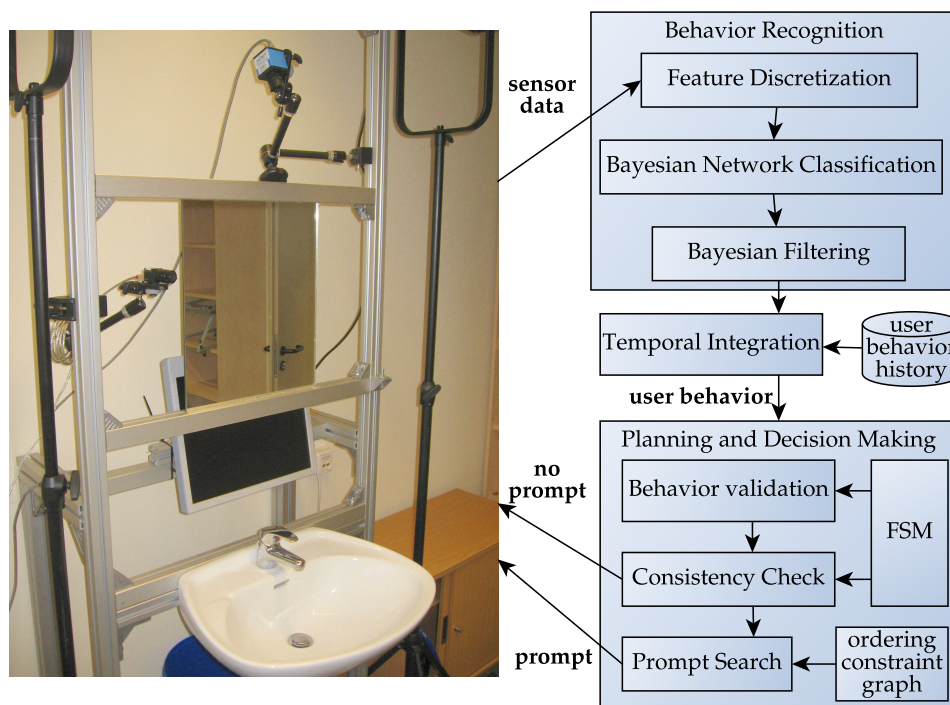 Behavior Recognition
sensor
data
Feature Discretization
Bayesian Network Classification
Bayesian Filtering
Temporal Integration
user
behavior
history
user behavior
Planning and Decision Making
no
prompt
Behavior validation
FSM
Consistency Check
prompt
Prompt Search
ordering
constraint
graph